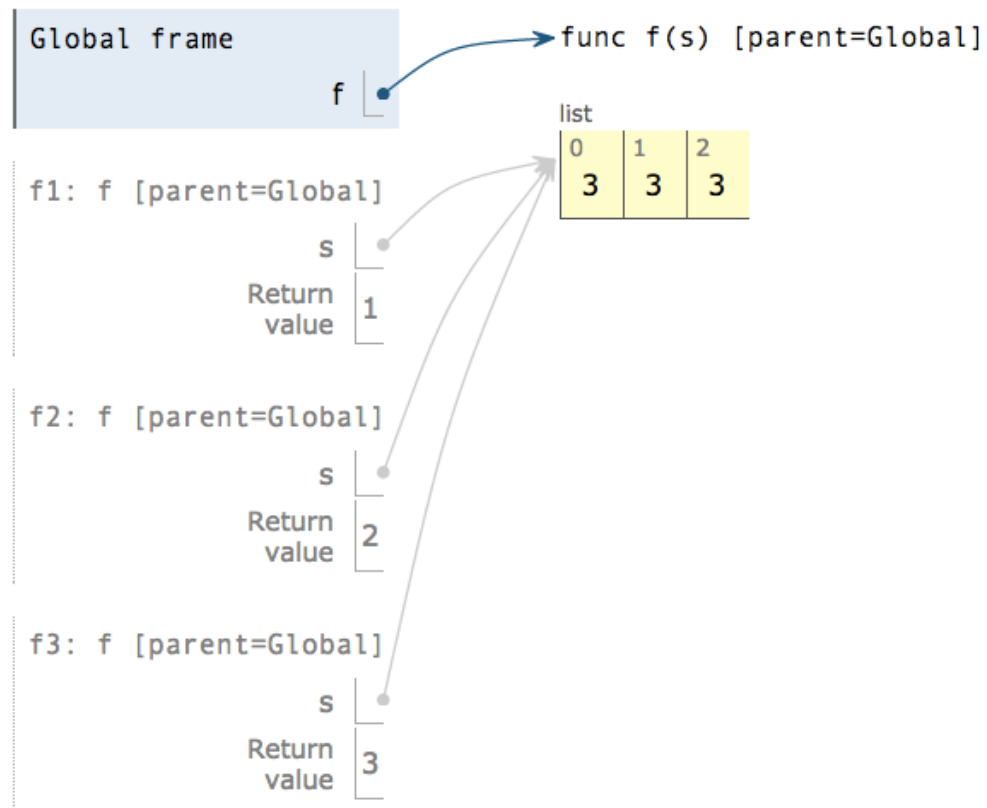 Global frame
f
func f(s) [parent=Global]
list
0 1 2
3 3 3
f1: f [parent=Global]
s
Return
value 1
f2: f [parent=Global]
s
Return
value 2
f3: f [parent=Global]
s
Return
value 3